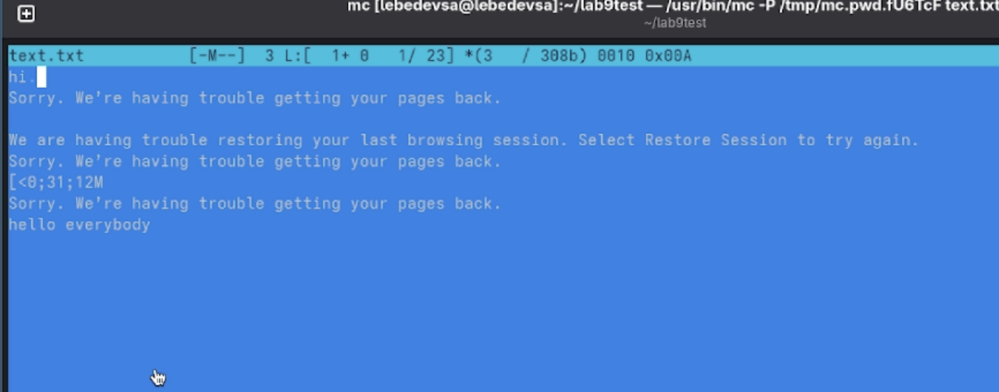 mc [lebedevsa@lebedevsa]:~/lab9test — /usr/bin/mc -P /tmp/mc.pwd.fU6TcF text.txt
~/lab9test
text.txt [-M--] 3 L:[ 1+ 0 1/ 23] *(3 / 308b) 0010 0x00A
hi.
Sorry. We’re having trouble getting your pages back.
We are having trouble restoring your last browsing session. Select Restore Session to try again.
Sorry. We’re having trouble getting your pages back.
[<0;31;12M
Sorry. We’re having trouble getting your pages back.
hello everybody